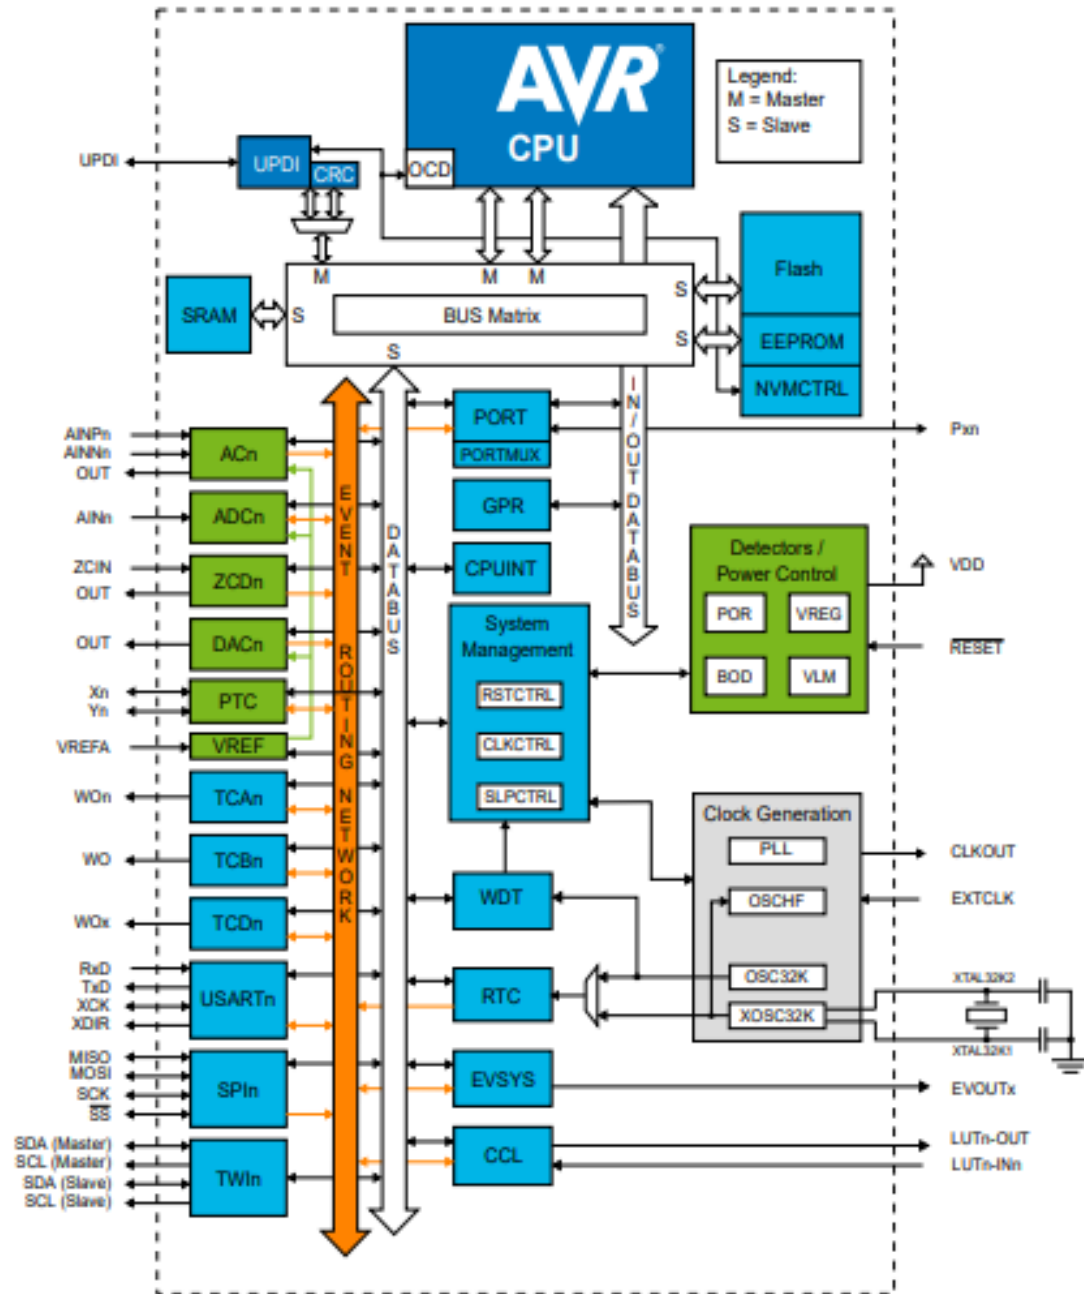 AVR®
CPU
OCD
Legend:
M = Master
S = Slave
UPDI
UPDI
CRC
M
M
M
Flash
S
SRAM
S
BUS Matrix
S
EEPROM
S
NVMCTRL
PORT
PORTMUX
IN/OUT DATABUS
Pxn
AINPn
AINNn
OUT
ACn
EVENT ROUTING NETWORK
DATABUS
GPR
AINn
ADCn
CPUINT
ZCIN
OUT
ZCDn
Detectors /
Power Control
POR
VREG
BOD
VLM
VDD
RESET
System
Management
RSTCTRL
CLKCTRL
SLPCTRL
OUT
DACn
Xn
Yn
PTC
VREFA
VREF
WOn
TCAn
WO
TCBn
WOx
TCDn
Clock Generation
PLL
OSCHF
OSC32K
XOSC32K
CLKOUT
EXTCLK
XTAL32K2
XTAL32K1
WDT
RTC
RxD
TxD
XCK
XDIR
USARTn
MISO
MOSI
SCK
SS
SPIn
EVSYS
EVOUTx
SDA (Master)
SCL (Master)
SDA (Slave)
SCL (Slave)
TWIn
CCL
LUTn-OUT
LUTn-INn